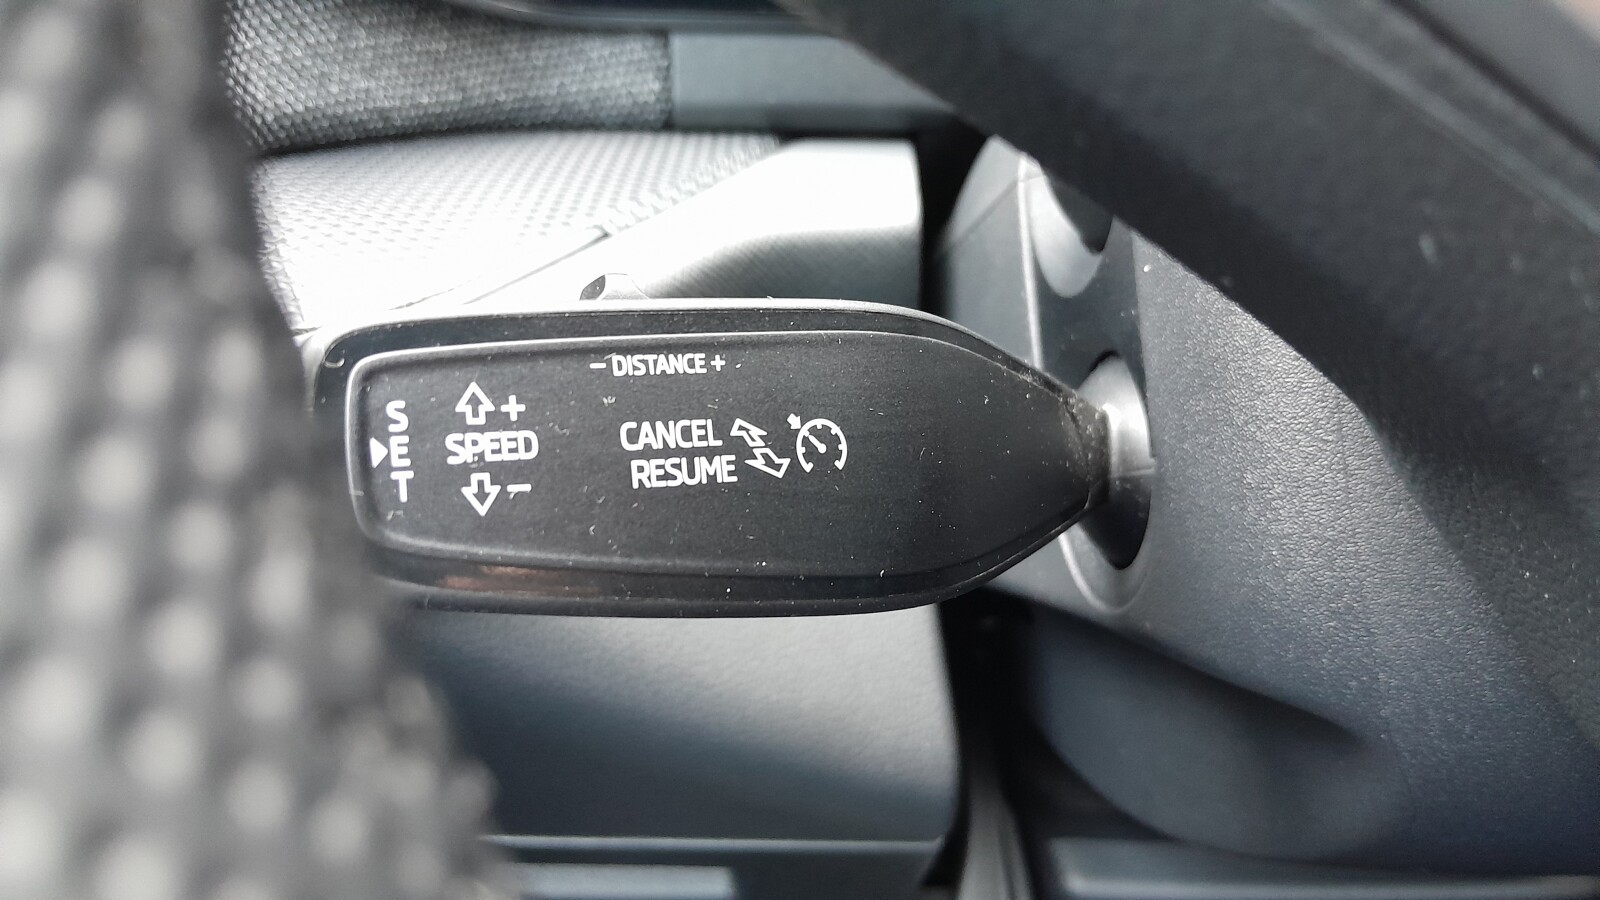 − DISTANCE +
SET
+
SPEED
−
CANCEL
RESUME